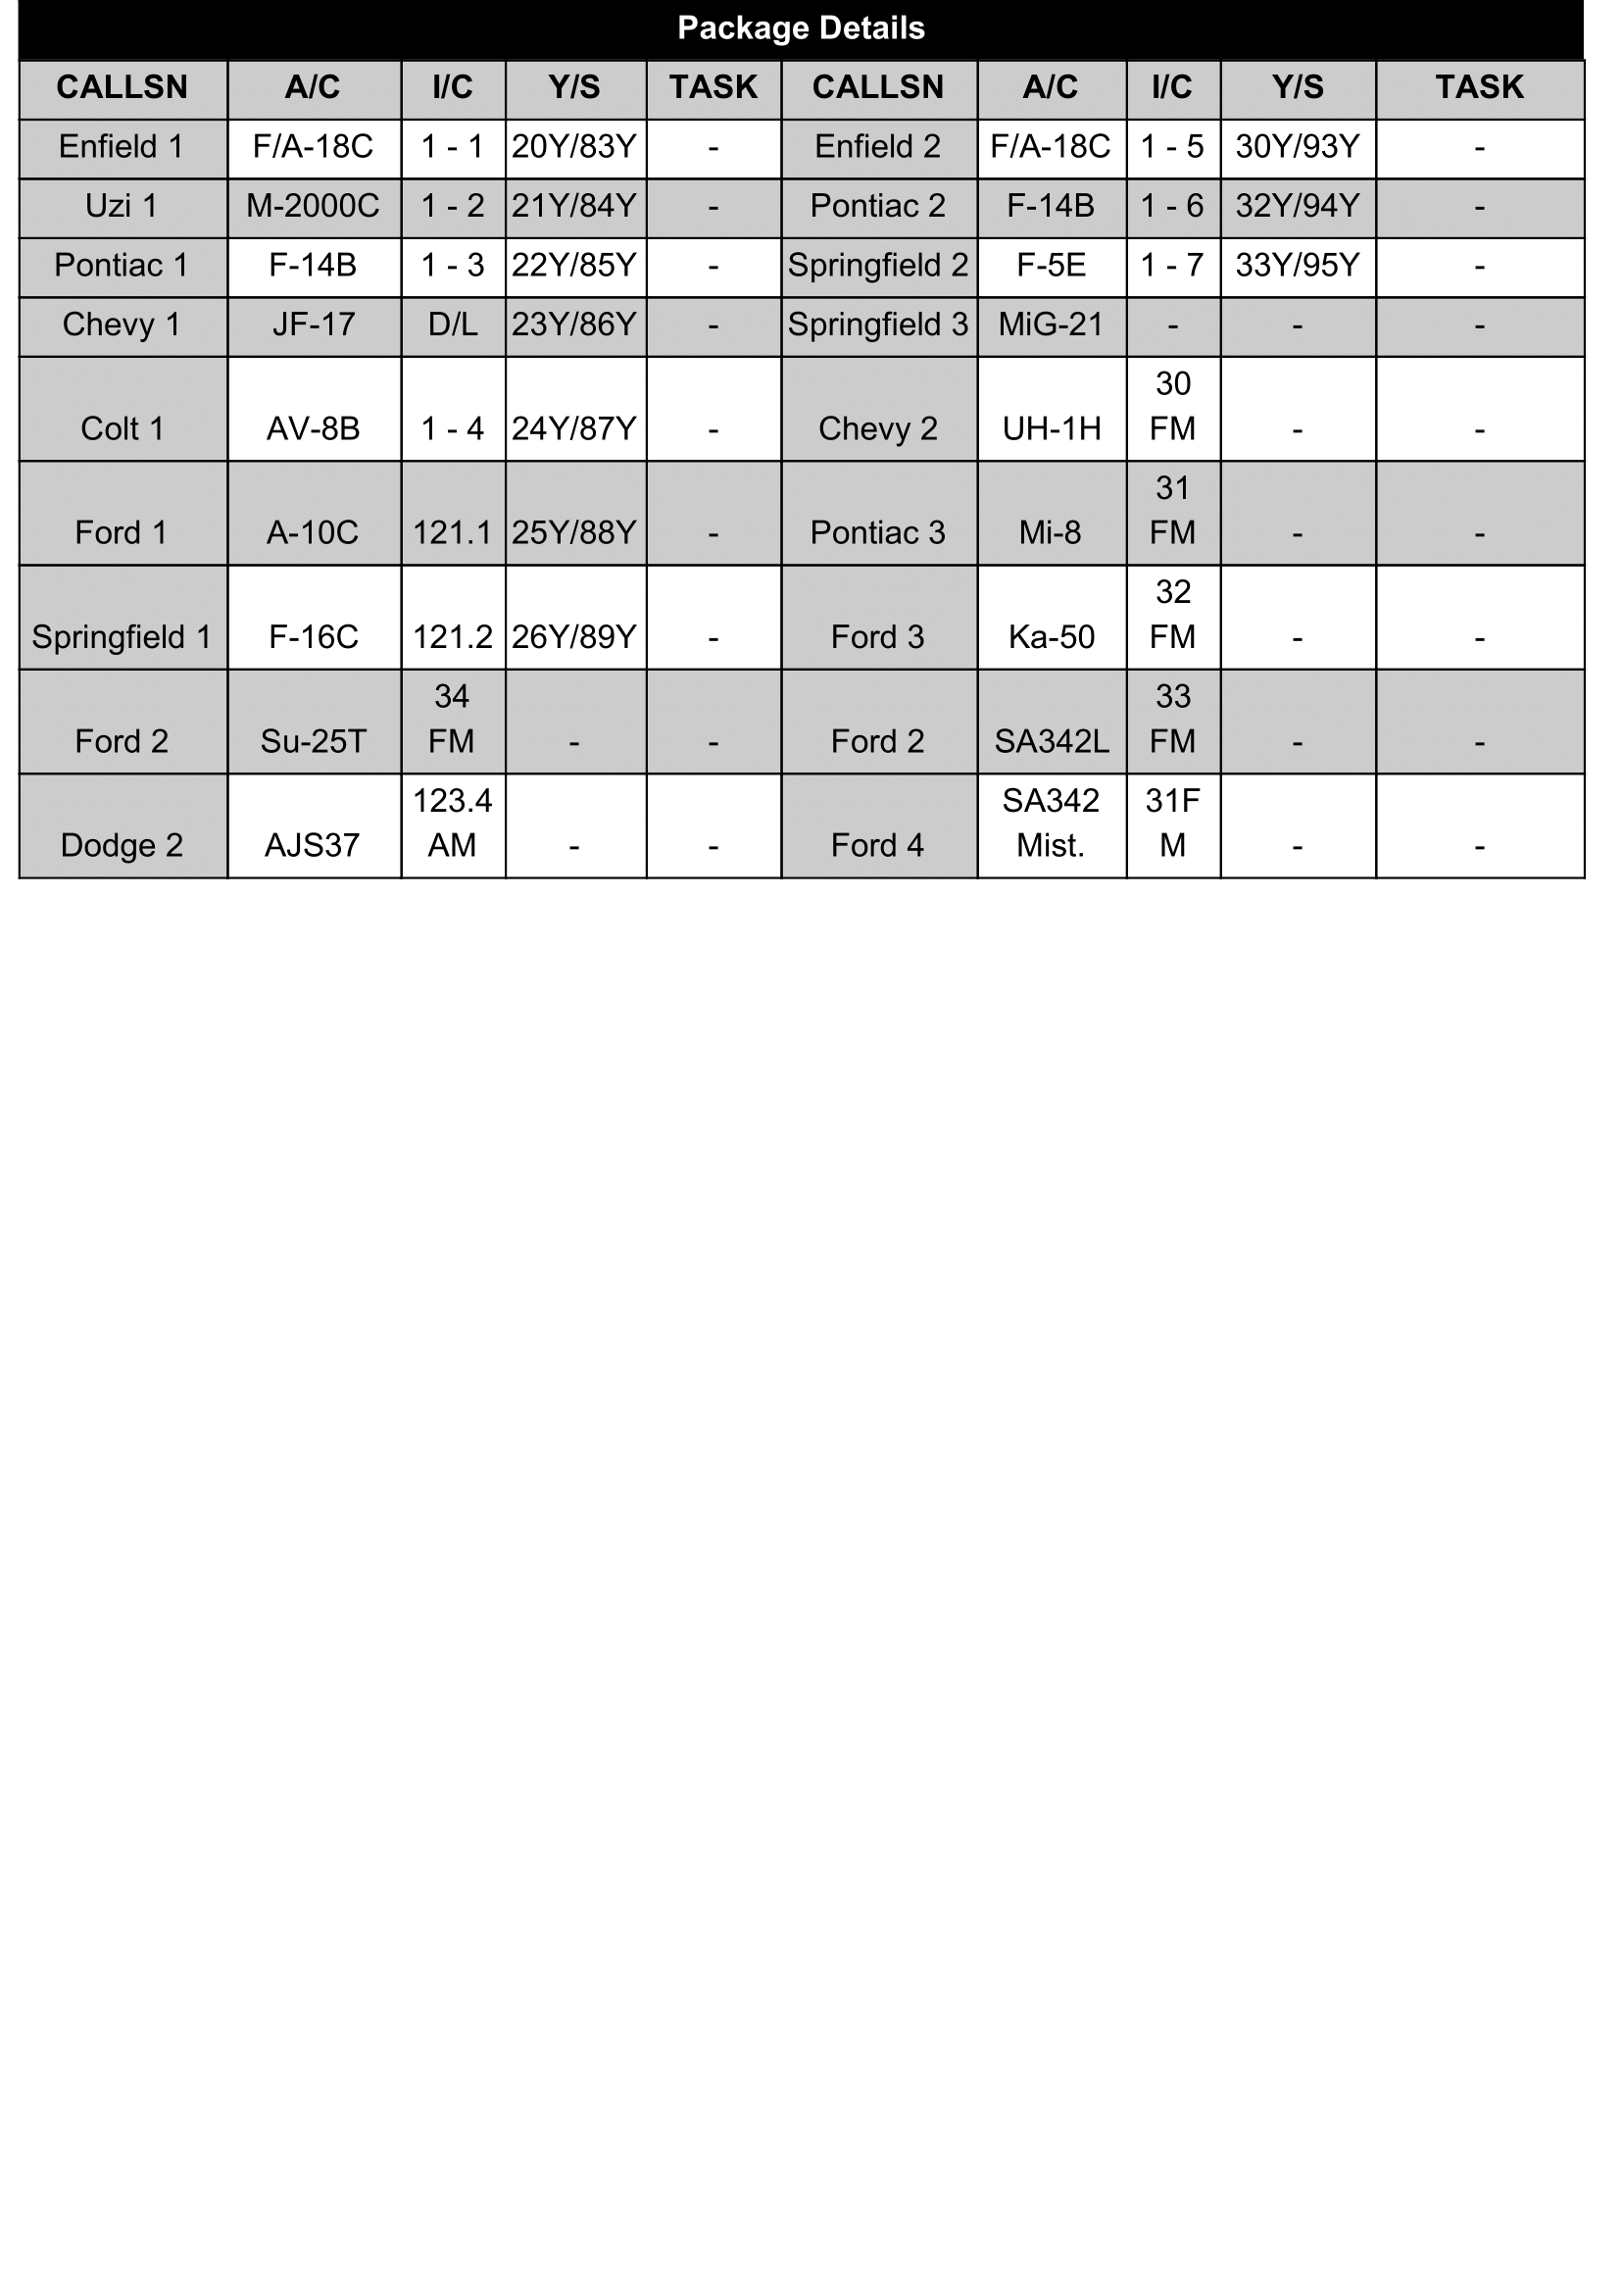 Package Details
CALLSN A/C I/C Y/S TASK CALLSN A/C I/C Y/S TASK
Enfield 1 F/A-18C 1 - 1 20Y/83Y - Enfield 2 F/A-18C 1 - 5 30Y/93Y -
Uzi 1 M-2000C 1 - 2 21Y/84Y - Pontiac 2 F-14B 1 - 6 32Y/94Y -
Pontiac 1 F-14B 1 - 3 22Y/85Y - Springfield 2 F-5E 1 - 7 33Y/95Y -
Chevy 1 JF-17 D/L 23Y/86Y - Springfield 3 MiG-21 - - -
30
Colt 1 AV-8B 1 - 4 24Y/87Y - Chevy 2 UH-1H FM - -
31
Ford 1 A-10C 121.1 25Y/88Y - Pontiac 3 Mi-8 FM - -
32
Springfield 1 F-16C 121.2 26Y/89Y - Ford 3 Ka-50 FM - -
34 33
Ford 2 Su-25T FM - - Ford 2 SA342L FM - -
123.4 SA342 31F
Dodge 2 AJS37 AM - - Ford 4 Mist. M - -